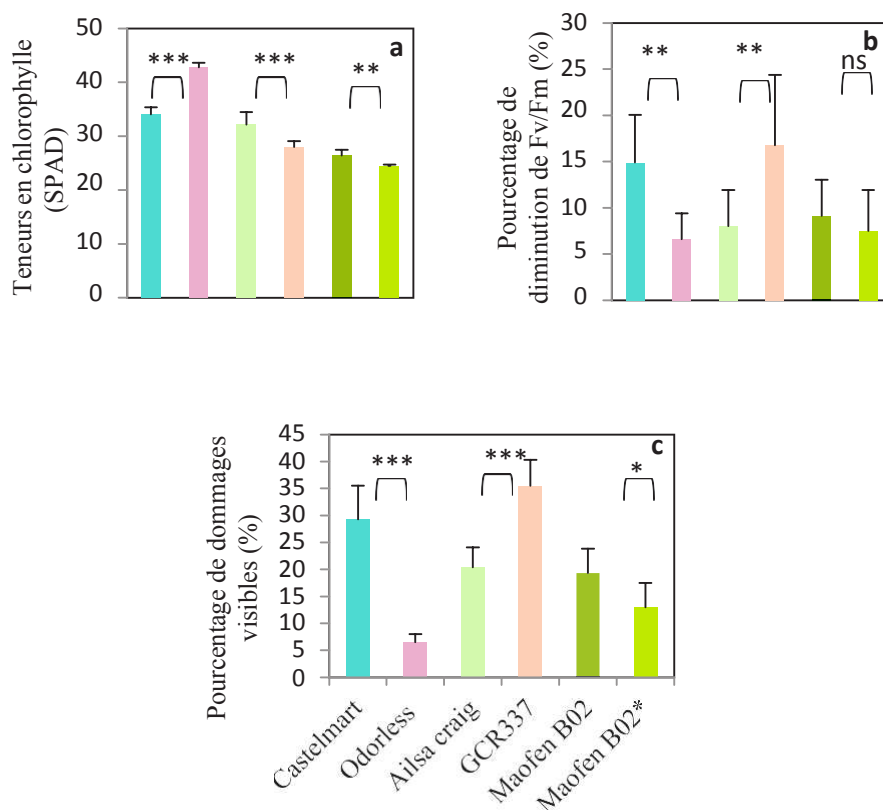 Teneurs en chlorophylle
(SPAD)
50
40
30
20
10
0
*** *** **
a
Pourcentage de
diminution de Fv/Fm (%)
30
25
20
15
10
5
0
** ** ns
b
Pourcentage de dommages
visibles (%)
45
40
35
30
25
20
15
10
5
0
*** *** *
c
Castelmart
Odorless
Ailsa craig
GCR337
Maofen B02
Maofen B02*